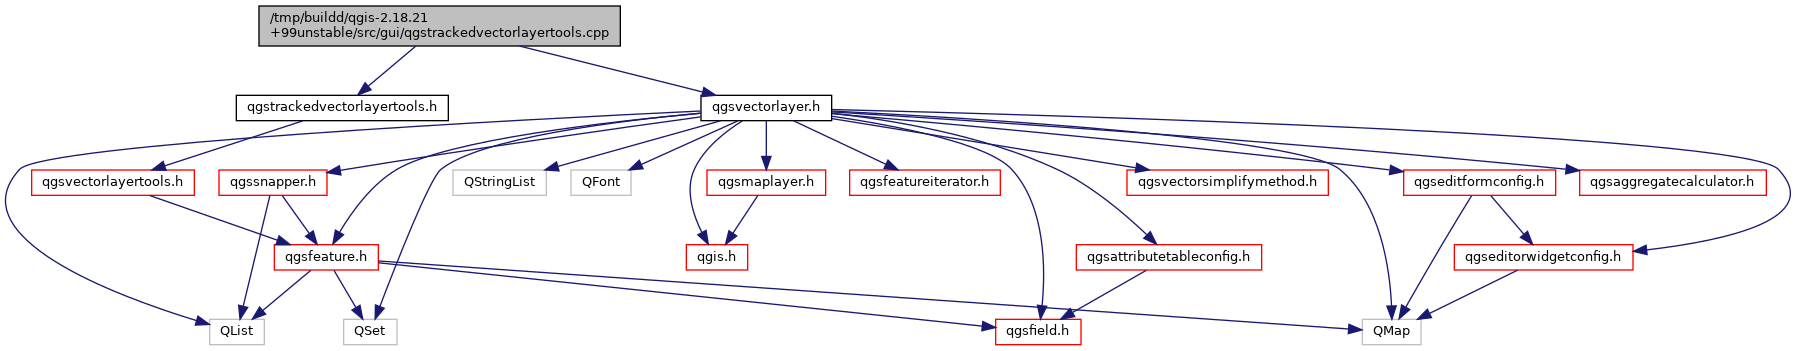 /tmp/buildd/qgis-2.18.21
+99unstable/src/gui/qgstrackedvectorlayertools.cpp
qgstrackedvectorlayertools.h
qgsvectorlayer.h
qgsvectorlayertools.h
qgssnapper.h
QStringList
QFont
qgsmaplayer.h
qgsfeatureiterator.h
qgsvectorsimplifymethod.h
qgseditformconfig.h
qgsaggregatecalculator.h
qgsfeature.h
qgis.h
qgsattributetableconfig.h
qgseditorwidgetconfig.h
QList
QSet
qgsfield.h
QMap